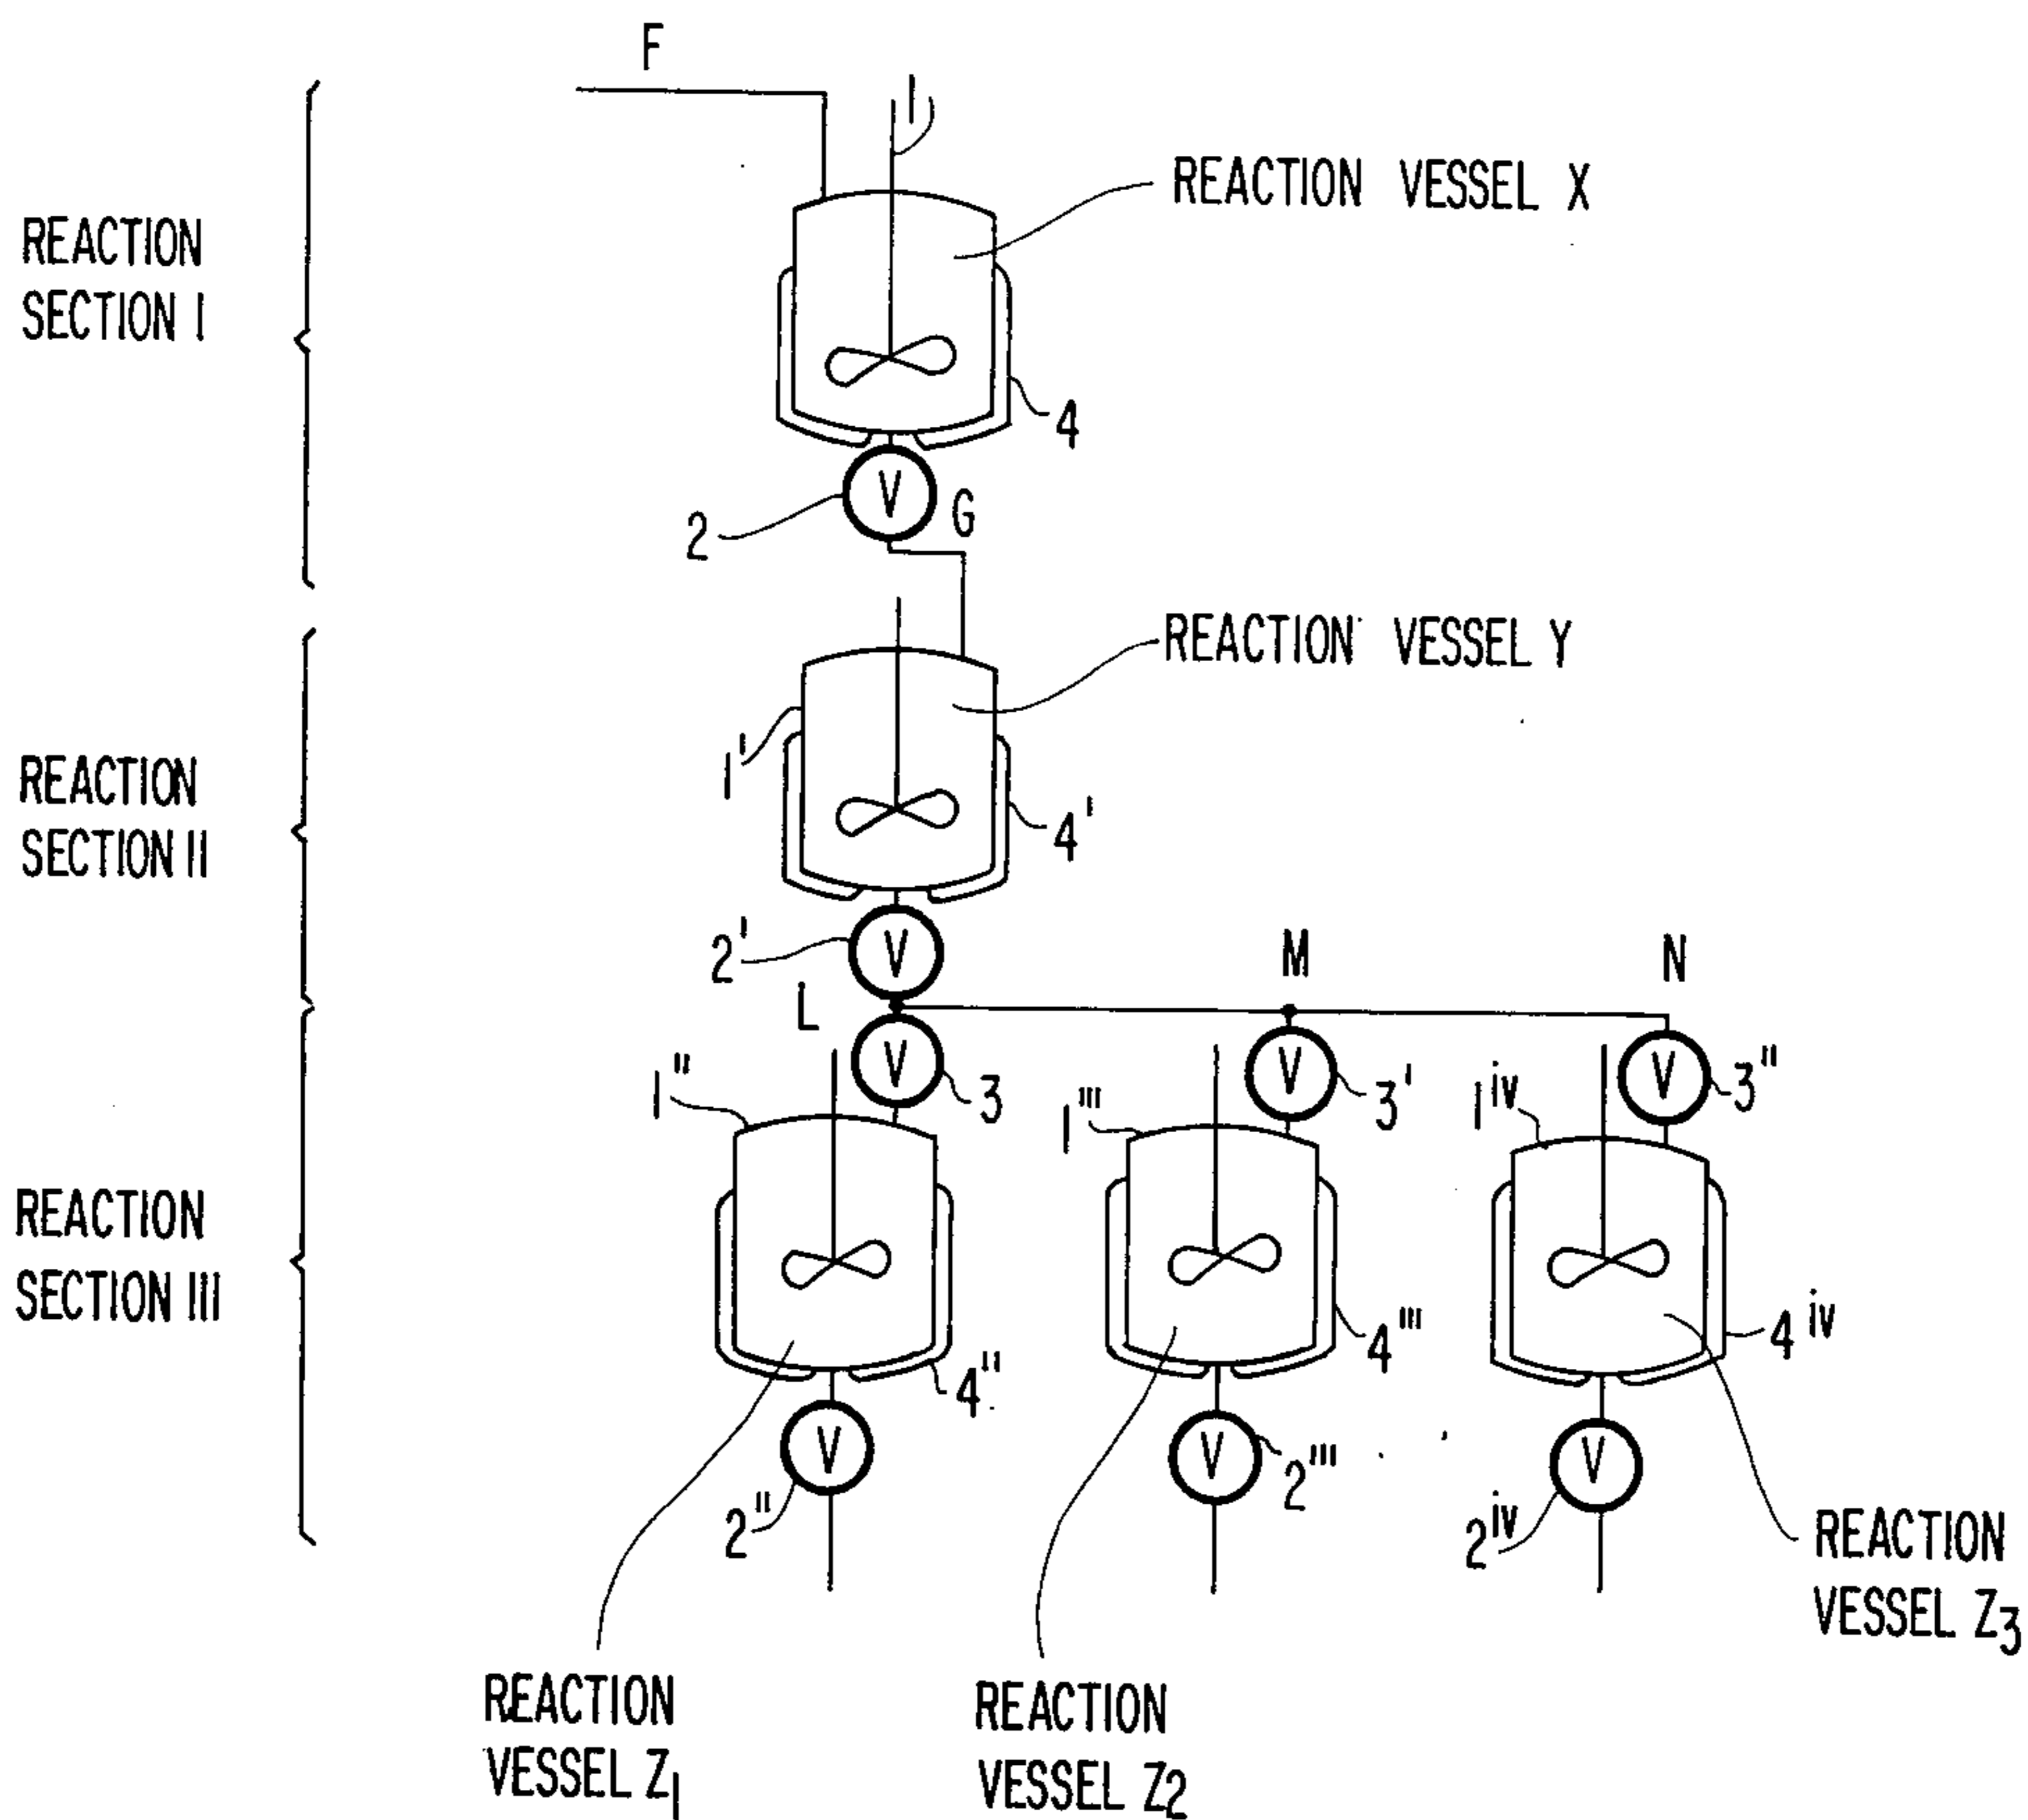 F
1
REACTION VESSEL X
REACTION
SECTION I
4
V
2
G
REACTION VESSEL Y
1'
REACTION
SECTION II
4'
2'
V
M
N
L
V
3
V
3'
V
3"
1"
1'''
1iv
REACTION
SECTION III
4"
4'''
4iv
V
2"
V
2'''
V
2iv
REACTION
VESSEL Z3
REACTION
VESSEL Z1
REACTION
VESSEL Z2